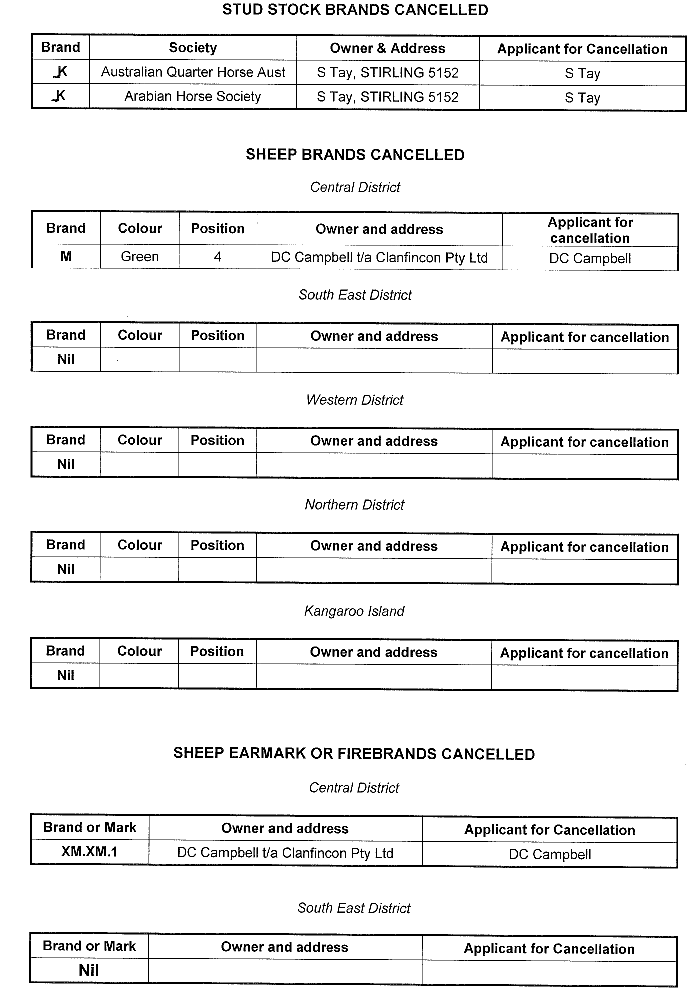 STUD STOCK BRANDS CANCELLED
Brand Society Owner & Address Applicant for Cancellation
JK Australian Quarter Horse Aust S Tay, STIRLING 5152 S Tay
JK Arabian Horse Society S Tay, STIRLING 5152 S Tay
SHEEP BRANDS CANCELLED
Central District
Brand Colour Position Owner and address Applicant for
cancellation
M Green 4 DC Campbell t/a Clanfincon Pty Ltd DC Campbell
South East District
Brand Colour Position Owner and address Applicant for cancellation
Nil
Western District
Brand Colour Position Owner and address Applicant for cancellation
Nil
Northern District
Brand Colour Position Owner and address Applicant for cancellation
Nil
Kangaroo Island
Brand Colour Position Owner and address Applicant for cancellation
Nil
SHEEP EARMARK OR FIREBRANDS CANCELLED
Central District
Brand or Mark Owner and address Applicant for Cancellation
XM.XM.1 DC Campbell t/a Clanfincon Pty Ltd DC Campbell
South East District
Brand or Mark Owner and address Applicant for Cancellation
Nil